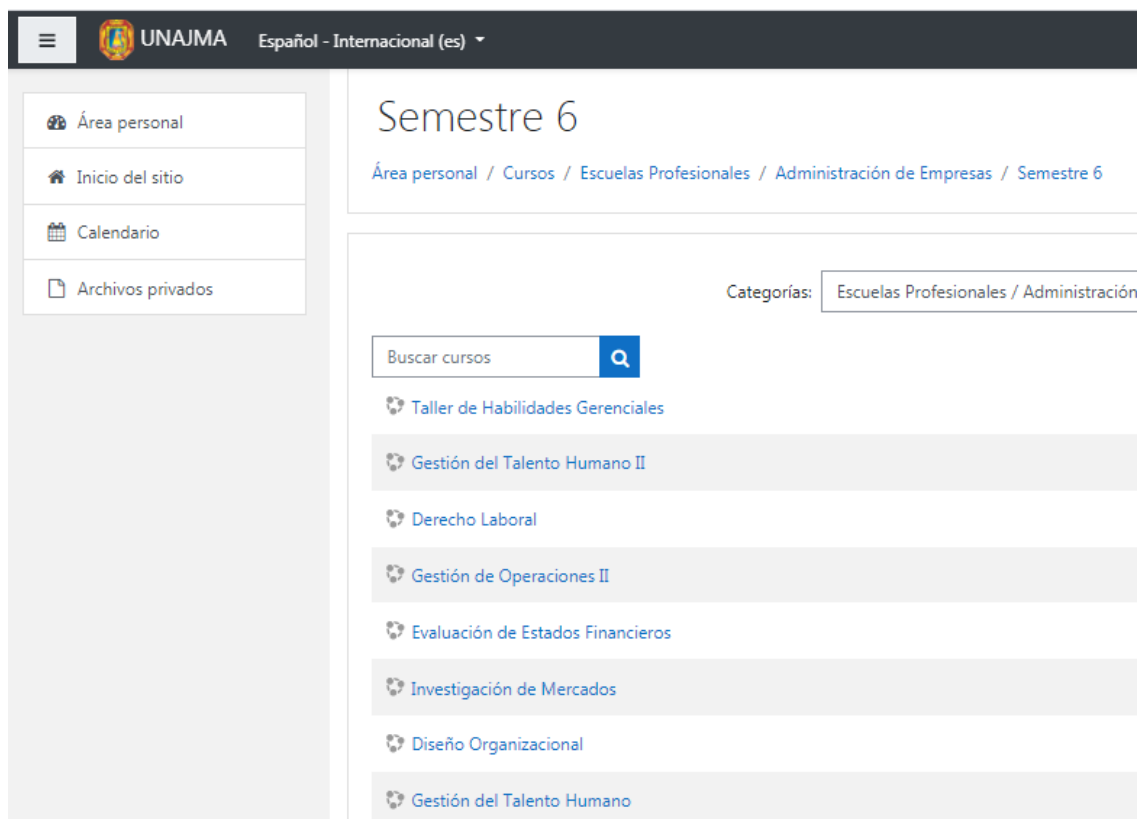 UNAJMA Español - Internacional (es)
Área personal
Inicio del sitio
Calendario
Archivos privados
Semestre 6
Área personal / Cursos / Escuelas Profesionales / Administración de Empresas / Semestre 6
Categorías: Escuelas Profesionales / Administración
Buscar cursos
Taller de Habilidades Gerenciales
Gestión del Talento Humano II
Derecho Laboral
Gestión de Operaciones II
Evaluación de Estados Financieros
Investigación de Mercados
Diseño Organizacional
Gestión del Talento Humano